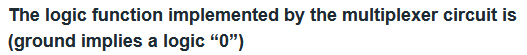 The logic function implemented by the multiplexer circuit is
(ground implies a logic “0”)